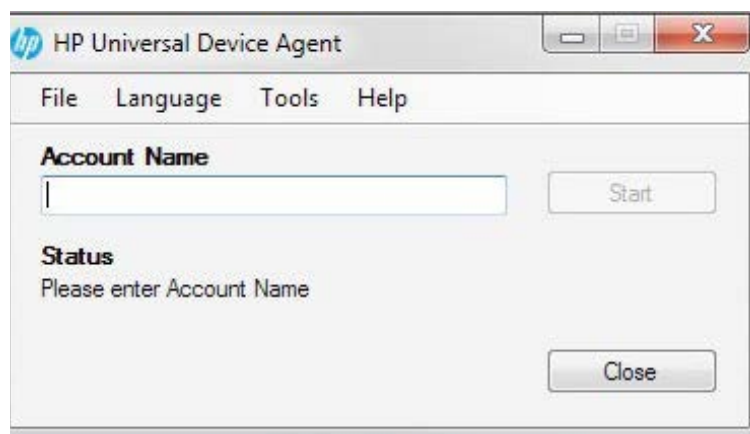 hp HP Universal Device Agent
File Language Tools Help
Account Name
Start
Status
Please enter Account Name
Close